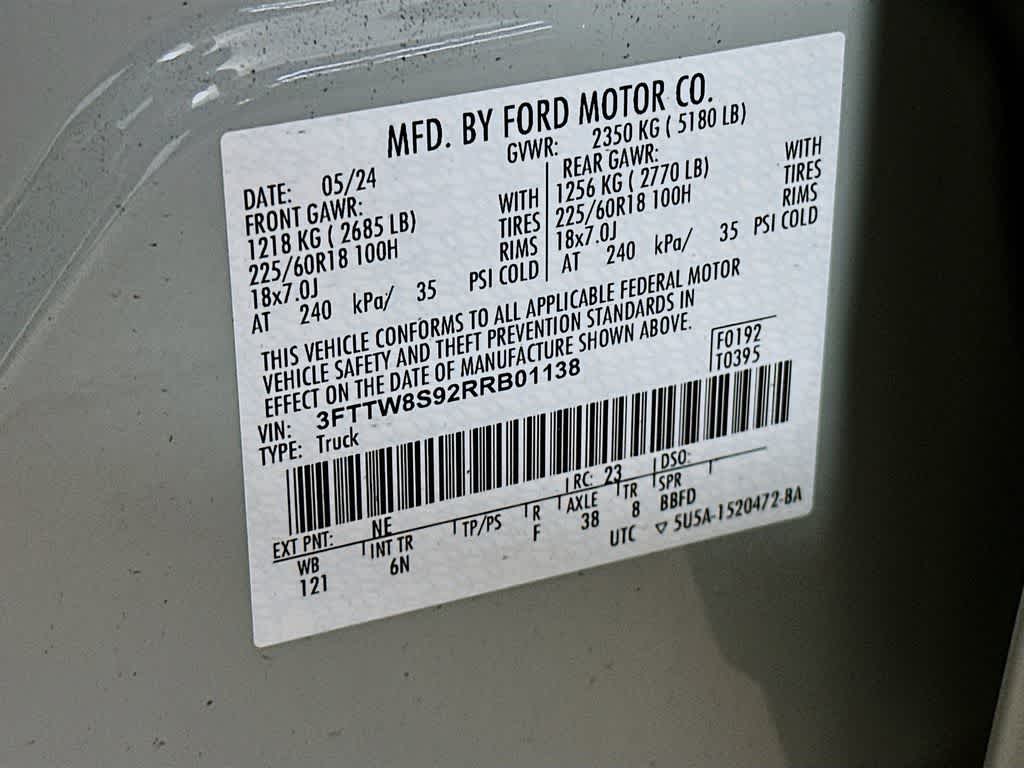 MFD. BY FORD MOTOR CO.
DATE: 05/24 GVWR: 2350 KG ( 5180 LB)
FRONT GAWR: REAR GAWR:
1218 KG ( 2685 LB) WITH 1256 KG ( 2770 LB) WITH
225/60R18 100H TIRES 225/60R18 100H TIRES
18x7.0J RIMS 18x7.0J RIMS
AT 240 kPa/ 35 PSI COLD AT 240 kPa/ 35 PSI COLD
THIS VEHICLE CONFORMS TO ALL APPLICABLE FEDERAL MOTOR
VEHICLE SAFETY AND THEFT PREVENTION STANDARDS IN
EFFECT ON THE DATE OF MANUFACTURE SHOWN ABOVE.
VIN: 3FTTW8S92RRB01138 F0192
TYPE: Truck T0395
EXT PNT: NE RC: 23 DSO:
WB INT TR TP/PS R AXLE TR SPR
121 6N F 38 8 BBFD
UTC ▽ 5U5A-1520472-BA